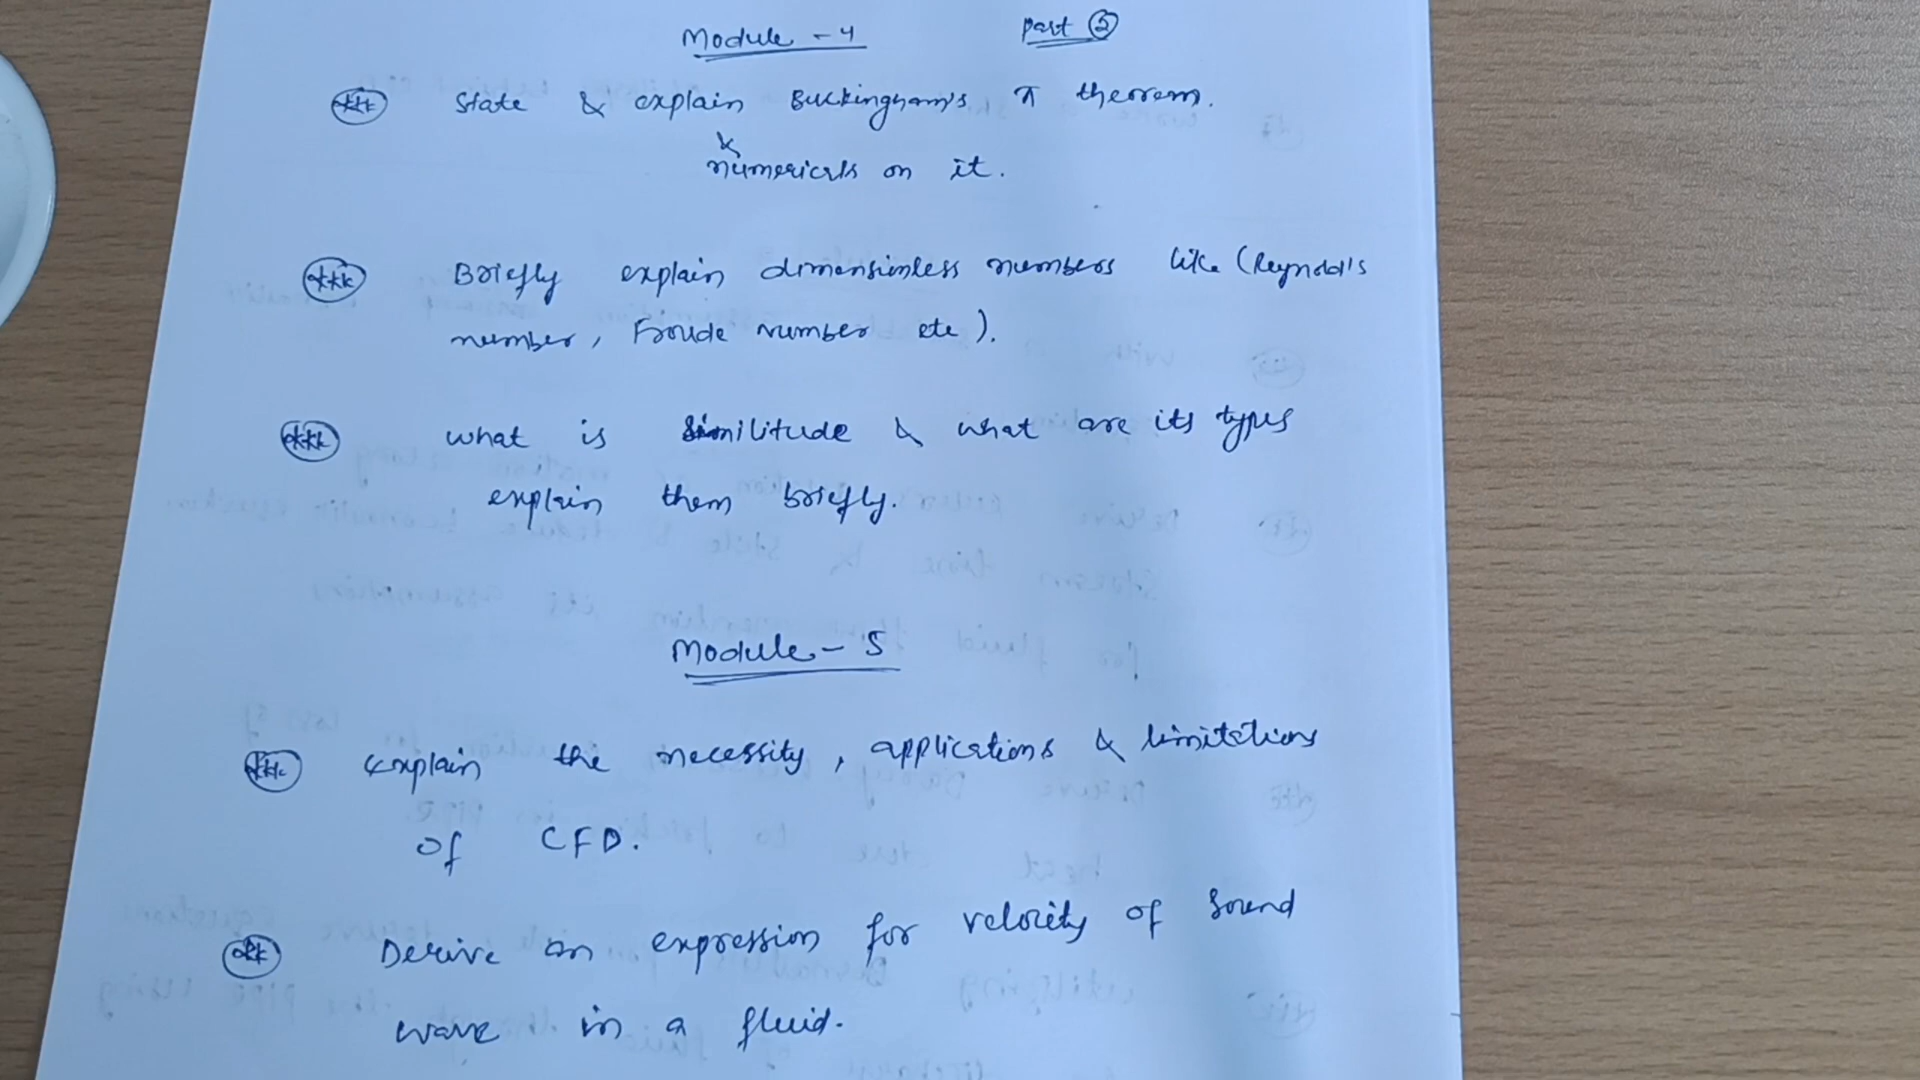 Module - 4
Part ②
*** State & explain Buckingham's π theorem.
& numericals on it.
*** Briefly explain dimensionless numbers like (Reynold's
number, Froude number etc).
*** what is similitude & what are its types
explain them briefly.
Module - 5
*** Explain the necessity, applications & limitations
of CFD.
*** Derive an expression for velocity of sound
wave in a fluid.